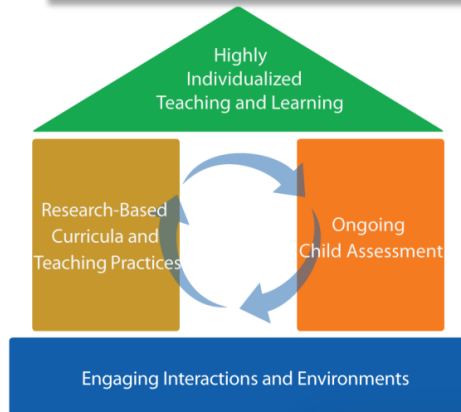 Highly
Individualized
Teaching and Learning
Research-Based
Curricula and
Teaching Practices
Ongoing
Child Assessment
Engaging Interactions and Environments